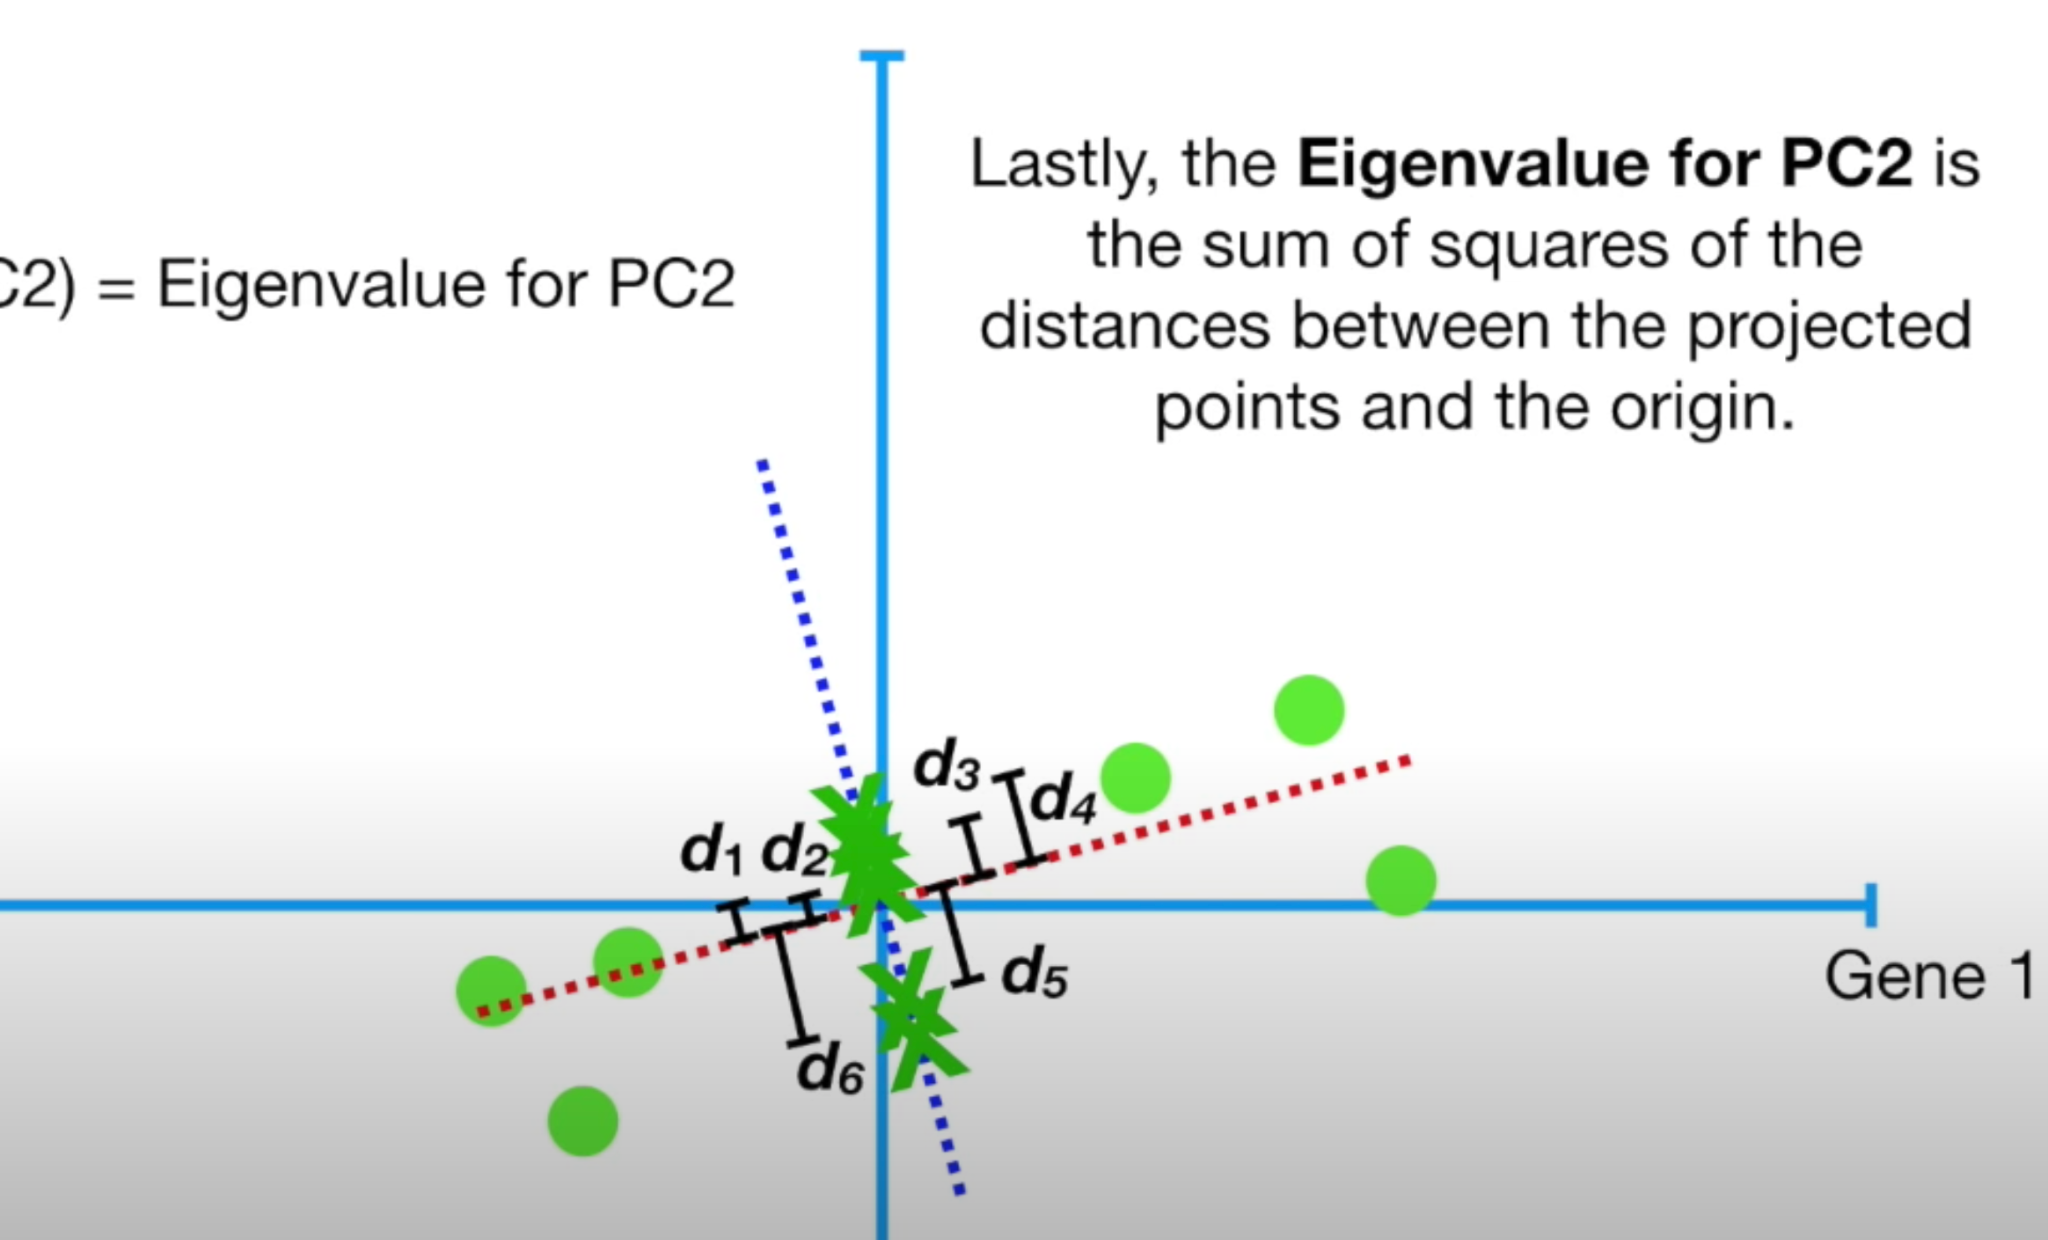 Lastly, the Eigenvalue for PC2 is
the sum of squares of the
distances between the projected
points and the origin.
C2) = Eigenvalue for PC2
d3
d4
d1 d2
d5
d6
Gene 1